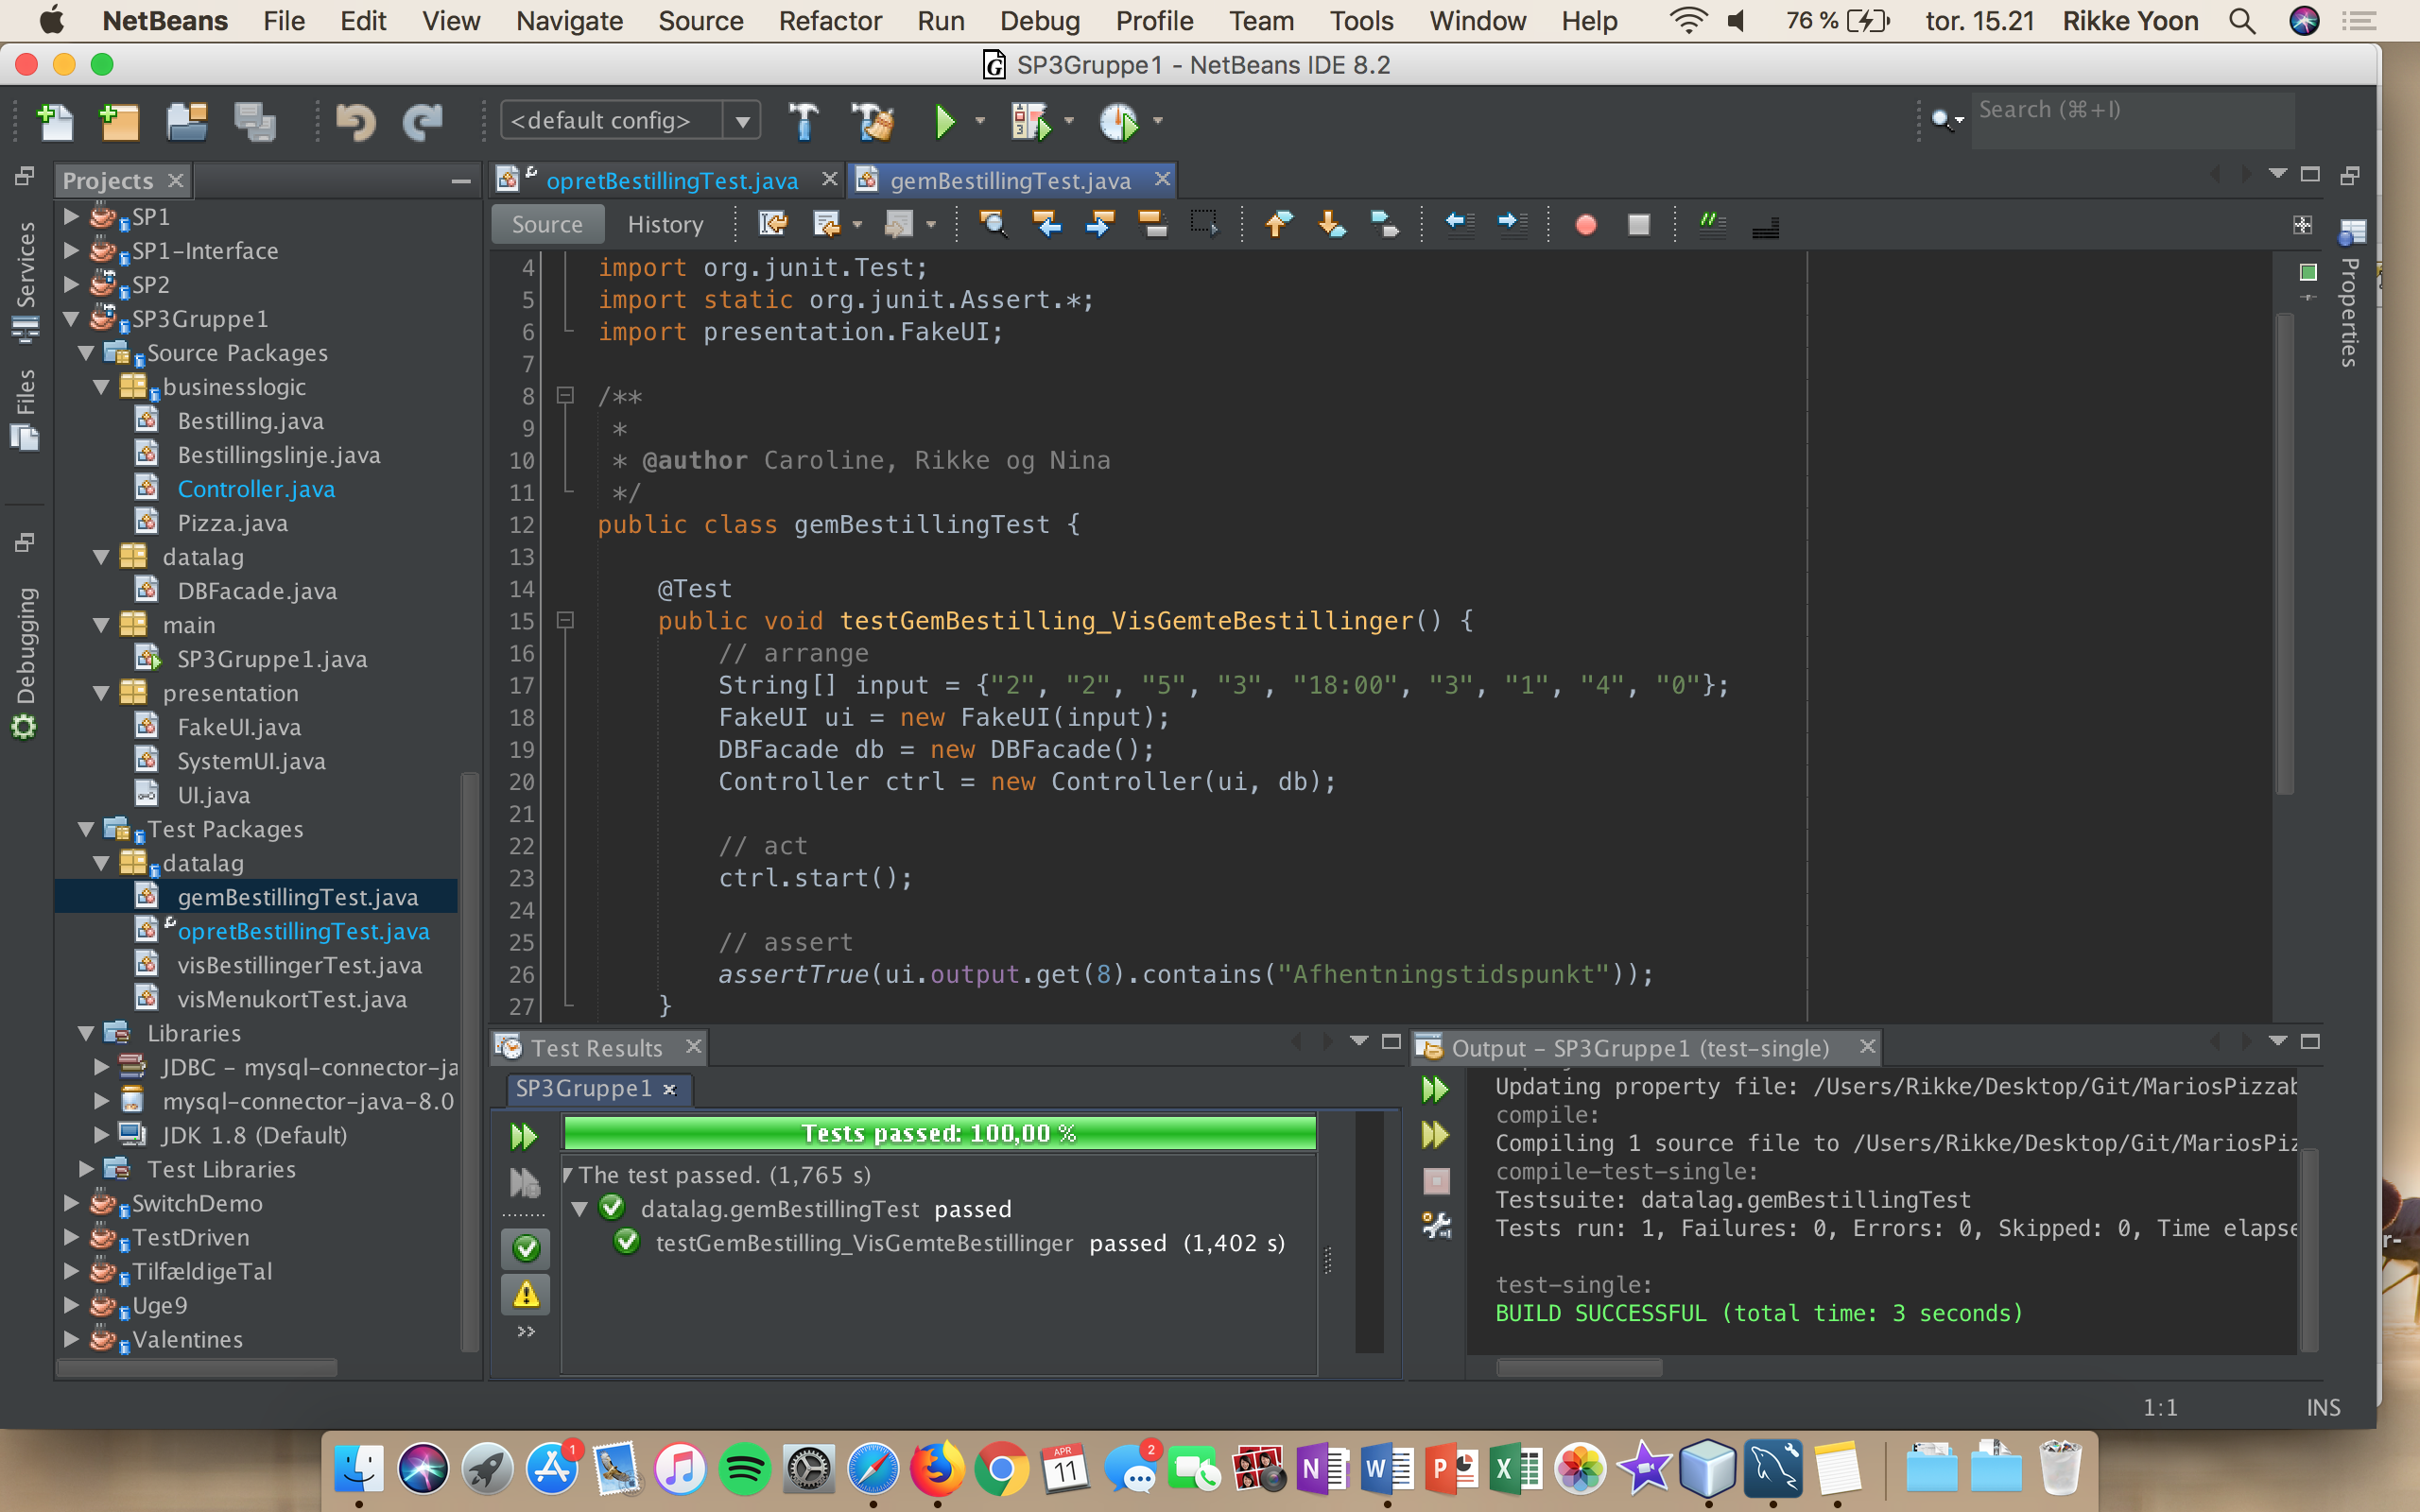 NetBeans File Edit View Navigate Source Refactor Run Debug Profile Team Tools Window Help 76 % tor. 15.21 Rikke Yoon
SP3Gruppe1 - NetBeans IDE 8.2
<default config>
Search (⌘+I)
Projects
opretBestillingTest.java
gemBestillingTest.java
Source History
Services
Files
Debugging
Properties
SP1
SP1-Interface
SP2
SP3Gruppe1
Source Packages
businesslogic
Bestilling.java
Bestillingslinje.java
Controller.java
Pizza.java
datalag
DBFacade.java
main
SP3Gruppe1.java
presentation
FakeUI.java
SystemUI.java
UI.java
Test Packages
datalag
gemBestillingTest.java
opretBestillingTest.java
visBestillingerTest.java
visMenukortTest.java
Libraries
JDBC – mysql-connector-ja
mysql-connector-java-8.0
JDK 1.8 (Default)
Test Libraries
SwitchDemo
TestDriven
TilfældigeTal
Uge9
Valentines
4 import org.junit.Test;
5 import static org.junit.Assert.*;
6 import presentation.FakeUI;
7
8 /**
9 *
10 * @author Caroline, Rikke og Nina
11 */
12 public class gemBestillingTest {
13
14 @Test
15 public void testGemBestilling_VisGemteBestillinger() {
16 // arrange
17 String[] input = {"2", "2", "5", "3", "18:00", "3", "1", "4", "0"};
18 FakeUI ui = new FakeUI(input);
19 DBFacade db = new DBFacade();
20 Controller ctrl = new Controller(ui, db);
21
22 // act
23 ctrl.start();
24
25 // assert
26 assertTrue(ui.output.get(8).contains("Afhentningstidspunkt"));
27 }
Test Results
SP3Gruppe1
Tests passed: 100,00 %
The test passed. (1,765 s)
datalag.gemBestillingTest passed
testGemBestilling_VisGemteBestillinger passed (1,402 s)
Output – SP3Gruppe1 (test-single)
Updating property file: /Users/Rikke/Desktop/Git/MariosPizzab
compile:
Compiling 1 source file to /Users/Rikke/Desktop/Git/MariosPiz
compile-test-single:
Testsuite: datalag.gemBestillingTest
Tests run: 1, Failures: 0, Errors: 0, Skipped: 0, Time elapse
test-single:
BUILD SUCCESSFUL (total time: 3 seconds)
1:1 INS
r-
1
APR
11
2
N
W
P
X